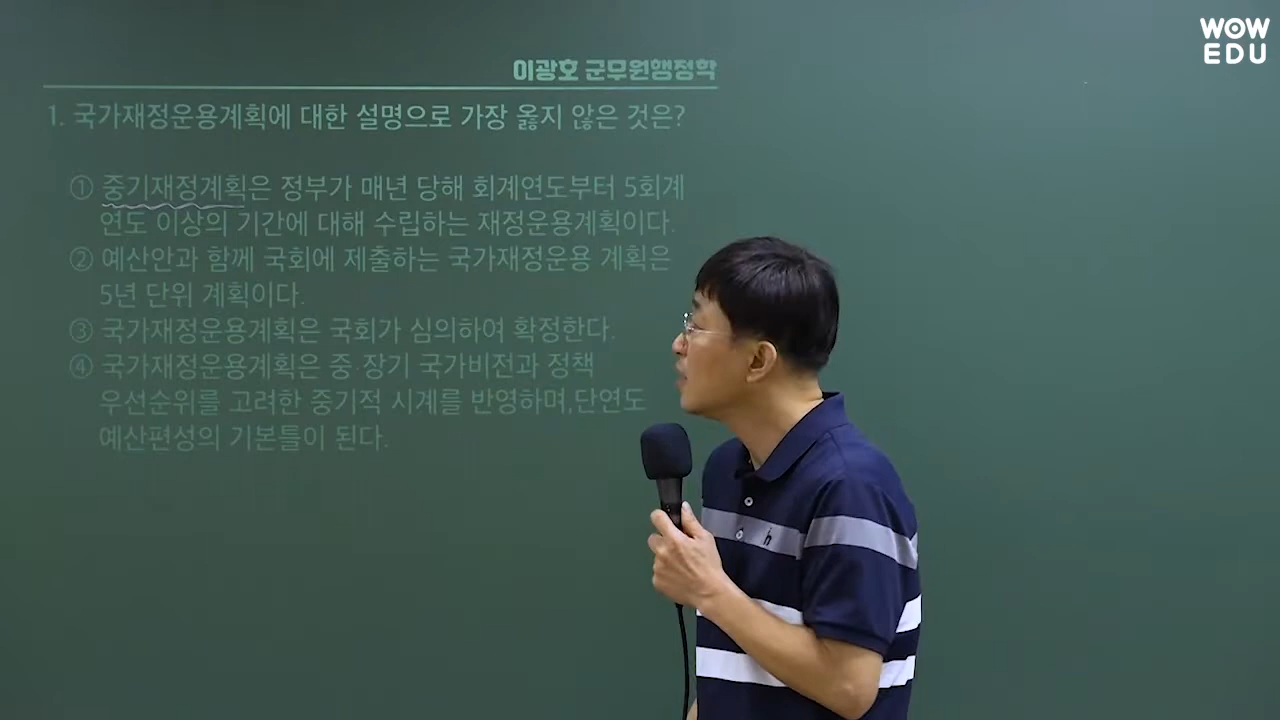 WOW
EDU
이광호 군무원행정학
1. 국가재정운용계획에 대한 설명으로 가장 옳지 않은 것은?
① 중기재정계획은 정부가 매년 당해 회계연도부터 5회계
연도 이상의 기간에 대해 수립하는 재정운용계획이다.
② 예산안과 함께 국회에 제출하는 국가재정운용 계획은
5년 단위 계획이다.
③ 국가재정운용계획은 국회가 심의하여 확정한다.
④ 국가재정운용계획은 중·장기 국가비전과 정책
우선순위를 고려한 중기적 시계를 반영하며,단연도
예산편성의 기본틀이 된다.
h